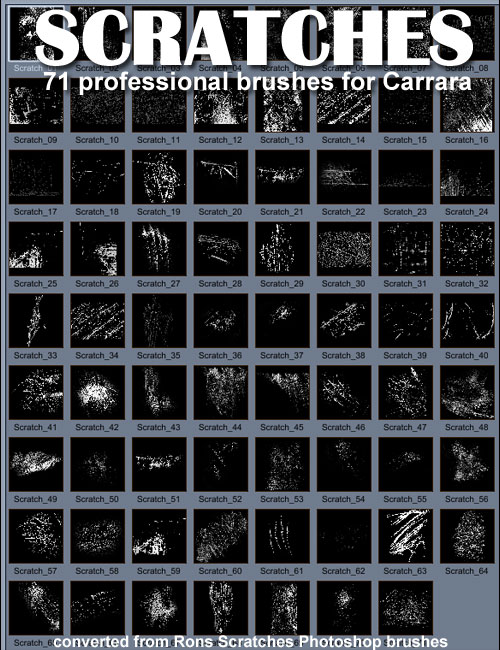 SCRATCHES
71 professional brushes for Carrara
Scratch_09 Scratch_10 Scratch_11 Scratch_12 Scratch_13 Scratch_14 Scratch_15 Scratch_16
Scratch_17 Scratch_18 Scratch_19 Scratch_20 Scratch_21 Scratch_22 Scratch_23 Scratch_24
Scratch_25 Scratch_26 Scratch_27 Scratch_28 Scratch_29 Scratch_30 Scratch_31 Scratch_32
Scratch_33 Scratch_34 Scratch_35 Scratch_36 Scratch_37 Scratch_38 Scratch_39 Scratch_40
Scratch_41 Scratch_42 Scratch_43 Scratch_44 Scratch_45 Scratch_46 Scratch_47 Scratch_48
Scratch_49 Scratch_50 Scratch_51 Scratch_52 Scratch_53 Scratch_54 Scratch_55 Scratch_56
Scratch_57 Scratch_58 Scratch_59 Scratch_60 Scratch_61 Scratch_62 Scratch_63 Scratch_64
converted from Rons Scratches Photoshop brushes